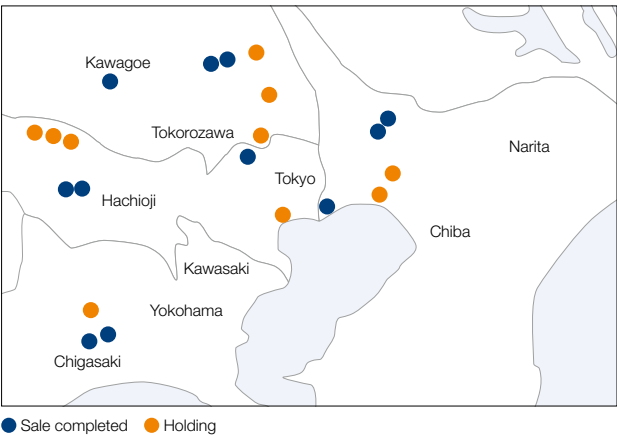 Kawagoe
Tokorozawa
Narita
Tokyo
Hachioji
Chiba
Kawasaki
Yokohama
Chigasaki
Sale completed
Holding